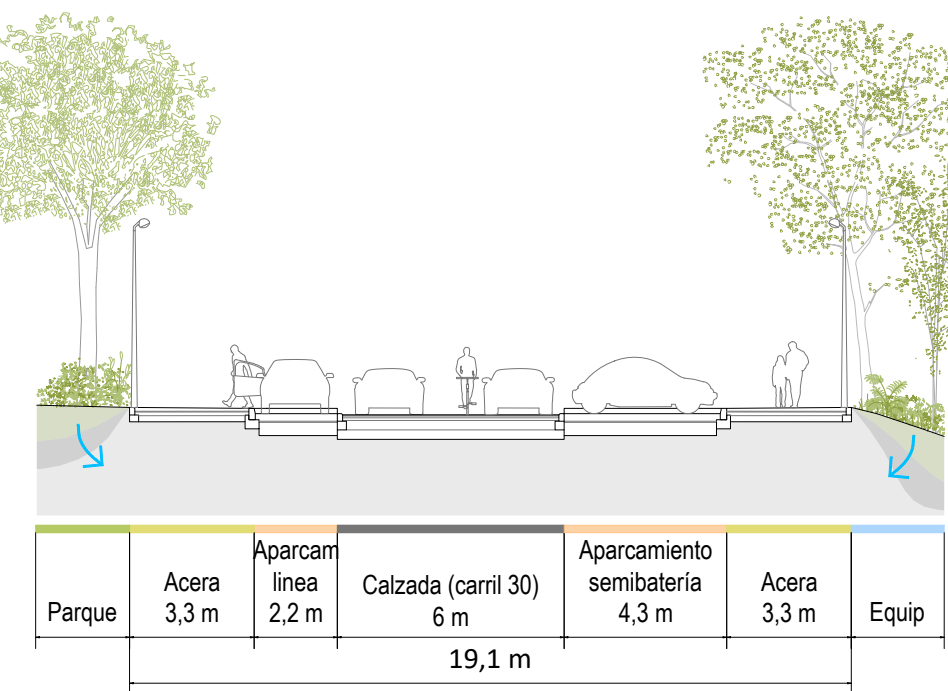 Parque
Acera
3,3 m
Aparcam
linea
2,2 m
Calzada (carril 30)
6 m
Aparcamiento
semibatería
4,3 m
Acera
3,3 m
Equip
19,1 m